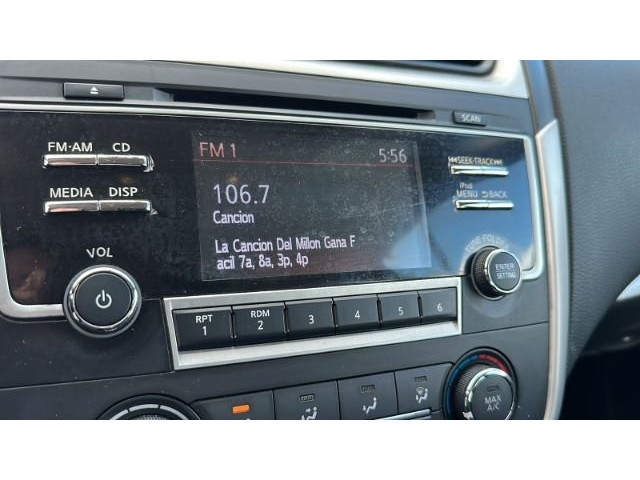 SCAN
FM·AM CD
MEDIA DISP
VOL
FM 1 5:56
106.7
Cancion
La Cancion Del Millon Gana F
acil 7a, 8a, 3p, 4p
SEEK·TRACK
iPod
MENU BACK
ENTER
SETTING
RPT
1
RDM
2
3
4
5
6
MAX
A/C